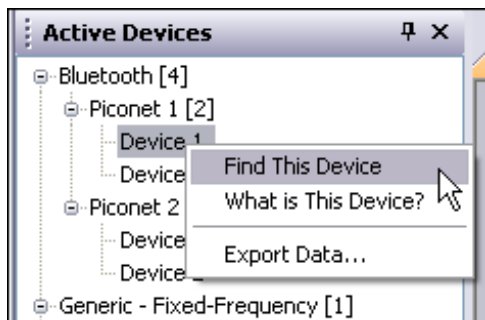 Active Devices
Bluetooth [4]
Piconet 1 [2]
Device 1
Device
Piconet 2
Device
Device
Generic - Fixed-Frequency [1]
Find This Device
What is This Device?
Export Data...